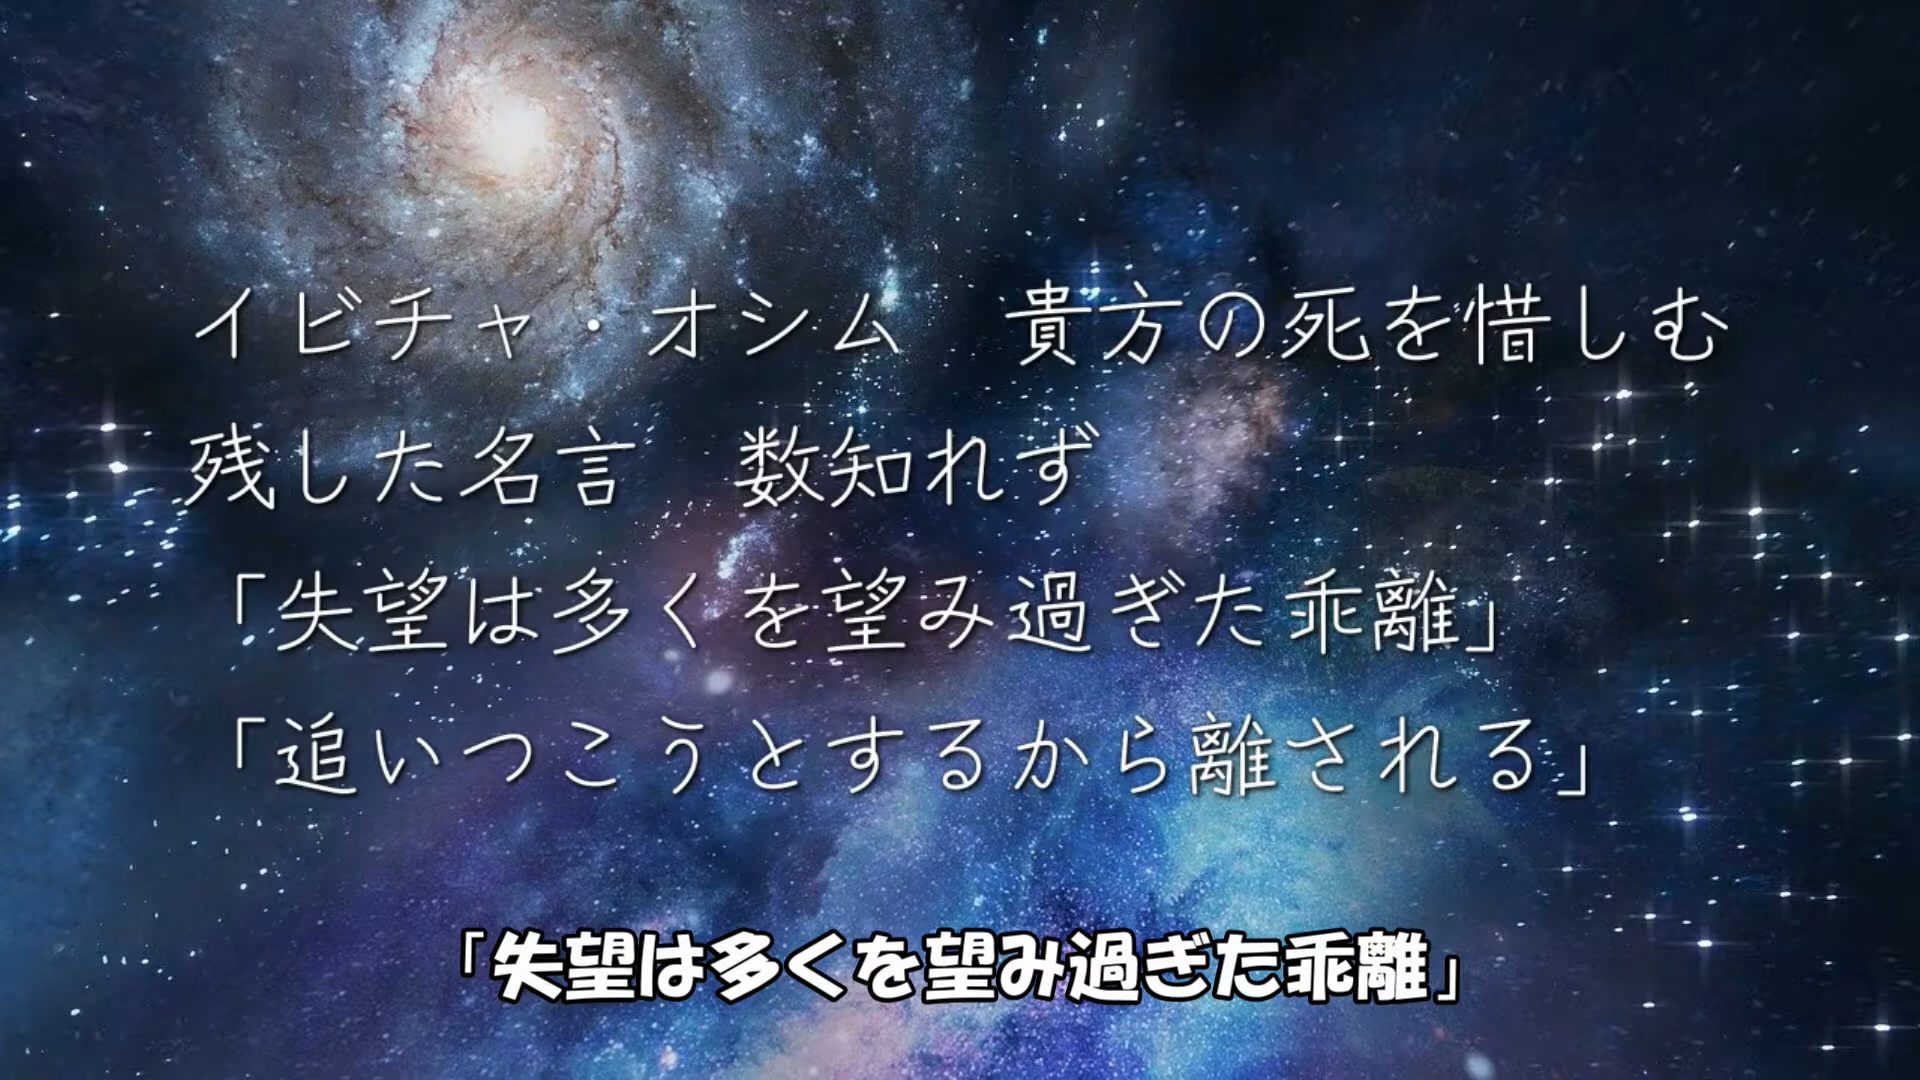 イビチャ・オシム　貴方の死を惜しむ
残した名言　数知れず
「失望は多くを望み過ぎた乖離」
「追いつこうとするから離される」
「失望は多くを望み過ぎた乖離」